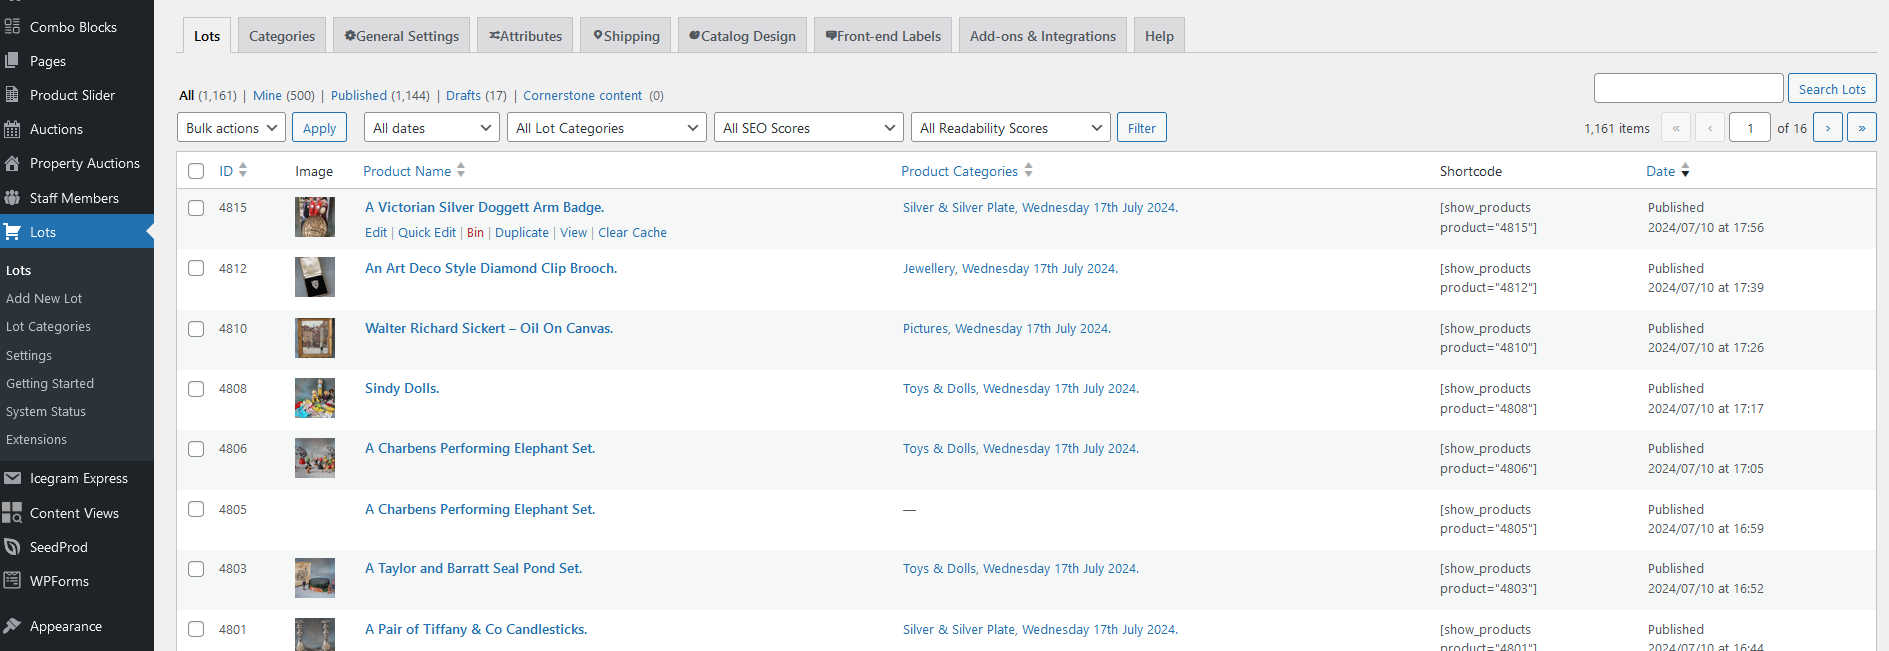 Combo Blocks
Pages
Product Slider
Auctions
Property Auctions
Staff Members
Lots
Lots
Add New Lot
Lot Categories
Settings
Getting Started
System Status
Extensions
Icegram Express
Content Views
SeedProd
WPForms
Appearance
Lots Categories General Settings Attributes Shipping Catalog Design Front-end Labels Add-ons & Integrations Help
All (1,161) | Mine (500) | Published (1,144) | Drafts (17) | Cornerstone content (0)
Search Lots
Bulk actions Apply All dates All Lot Categories All SEO Scores All Readability Scores Filter 1,161 items « ‹ 1 of 16 › »
ID Image Product Name Product Categories Shortcode Date
4815 A Victorian Silver Doggett Arm Badge. Silver & Silver Plate, Wednesday 17th July 2024. [show_products Published
Edit | Quick Edit | Bin | Duplicate | View | Clear Cache product="4815"] 2024/07/10 at 17:56
4812 An Art Deco Style Diamond Clip Brooch. Jewellery, Wednesday 17th July 2024. [show_products Published
product="4812"] 2024/07/10 at 17:39
4810 Walter Richard Sickert – Oil On Canvas. Pictures, Wednesday 17th July 2024. [show_products Published
product="4810"] 2024/07/10 at 17:26
4808 Sindy Dolls. Toys & Dolls, Wednesday 17th July 2024. [show_products Published
product="4808"] 2024/07/10 at 17:17
4806 A Charbens Performing Elephant Set. Toys & Dolls, Wednesday 17th July 2024. [show_products Published
product="4806"] 2024/07/10 at 17:05
4805 A Charbens Performing Elephant Set. — [show_products Published
product="4805"] 2024/07/10 at 16:59
4803 A Taylor and Barratt Seal Pond Set. Toys & Dolls, Wednesday 17th July 2024. [show_products Published
product="4803"] 2024/07/10 at 16:52
4801 A Pair of Tiffany & Co Candlesticks. Silver & Silver Plate, Wednesday 17th July 2024. [show_products Published
product="4801"] 2024/07/10 at 16:44